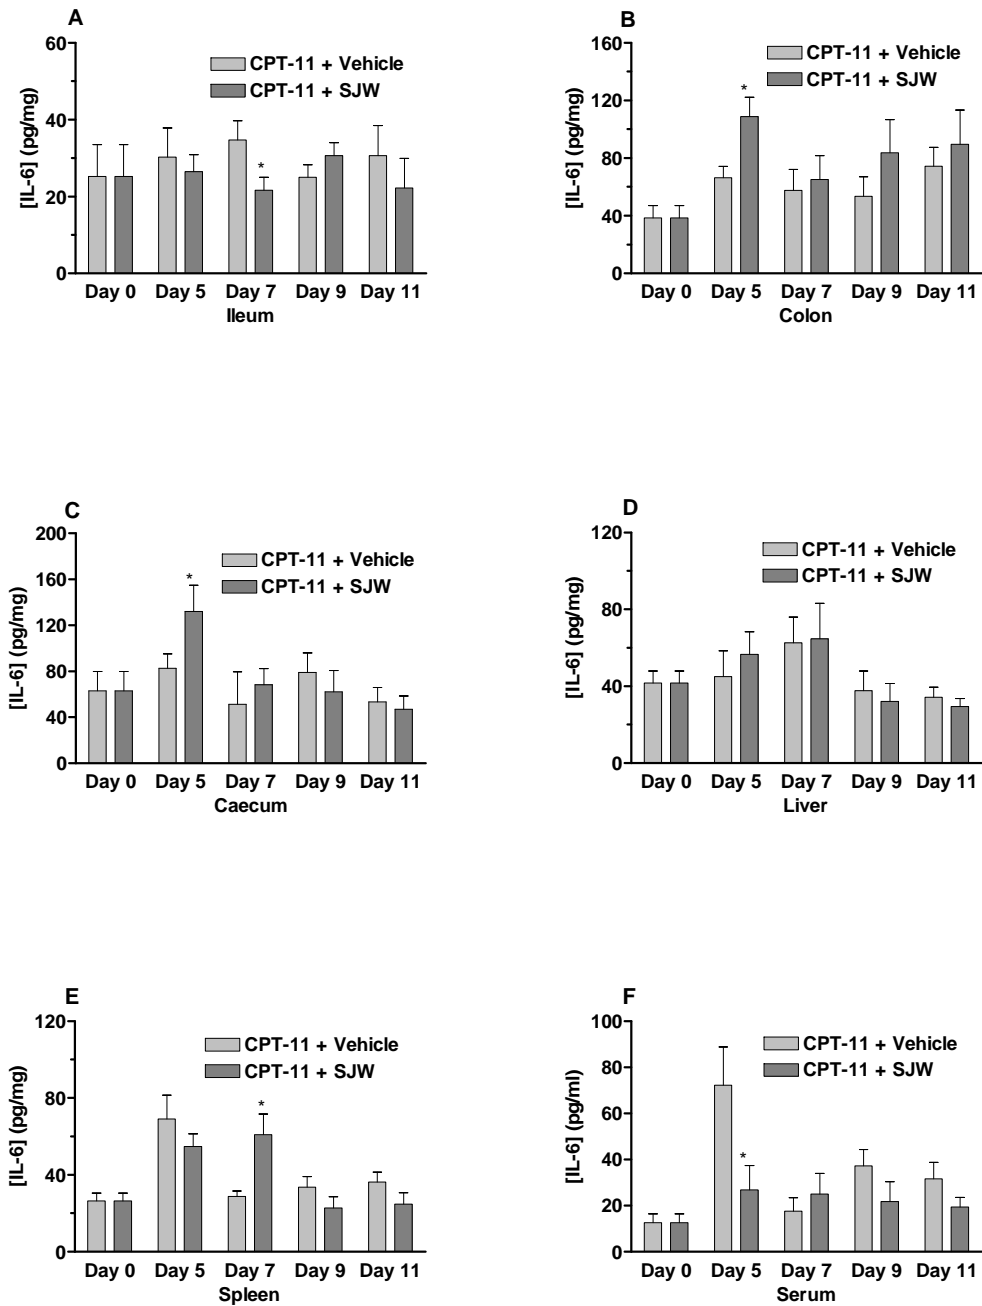 A
60
40
20
0
[IL-6] (pg/mg)
CPT-11 + Vehicle
CPT-11 + SJW
*
Day 0 Day 5 Day 7 Day 9 Day 11
Ileum
B
160
120
80
40
0
[IL-6] (pg/mg)
CPT-11 + Vehicle
CPT-11 + SJW
*
Day 0 Day 5 Day 7 Day 9 Day 11
Colon
C
200
160
120
80
40
0
[IL-6] (pg/mg)
CPT-11 + Vehicle
CPT-11 + SJW
*
Day 0 Day 5 Day 7 Day 9 Day 11
Caecum
D
120
80
40
0
[IL-6] (pg/mg)
CPT-11 + Vehicle
CPT-11 + SJW
Day 0 Day 5 Day 7 Day 9 Day 11
Liver
E
120
80
40
0
[IL-6] (pg/mg)
CPT-11 + Vehicle
CPT-11 + SJW
*
Day 0 Day 5 Day 7 Day 9 Day 11
Spleen
F
100
80
60
40
20
0
[IL-6] (pg/ml)
CPT-11 + Vehicle
CPT-11 + SJW
*
Day 0 Day 5 Day 7 Day 9 Day 11
Serum